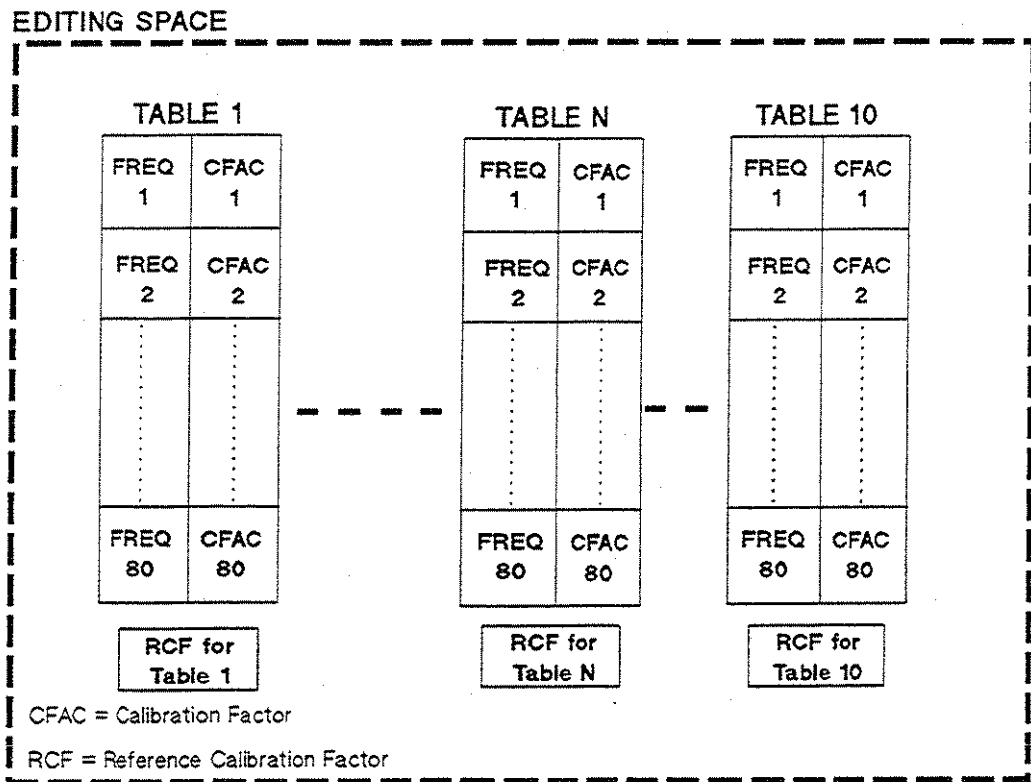 EDITING SPACE
TABLE 1 TABLE N TABLE 10
FREQ CFAC FREQ CFAC FREQ CFAC
1 1 1 1 1 1
FREQ CFAC FREQ CFAC FREQ CFAC
2 2 2 2 2 2
FREQ CFAC FREQ CFAC FREQ CFAC
80 80 80 80 80 80
RCF for RCF for RCF for
Table 1 Table N Table 10
CFAC = Calibration Factor
RCF = Reference Calibration Factor